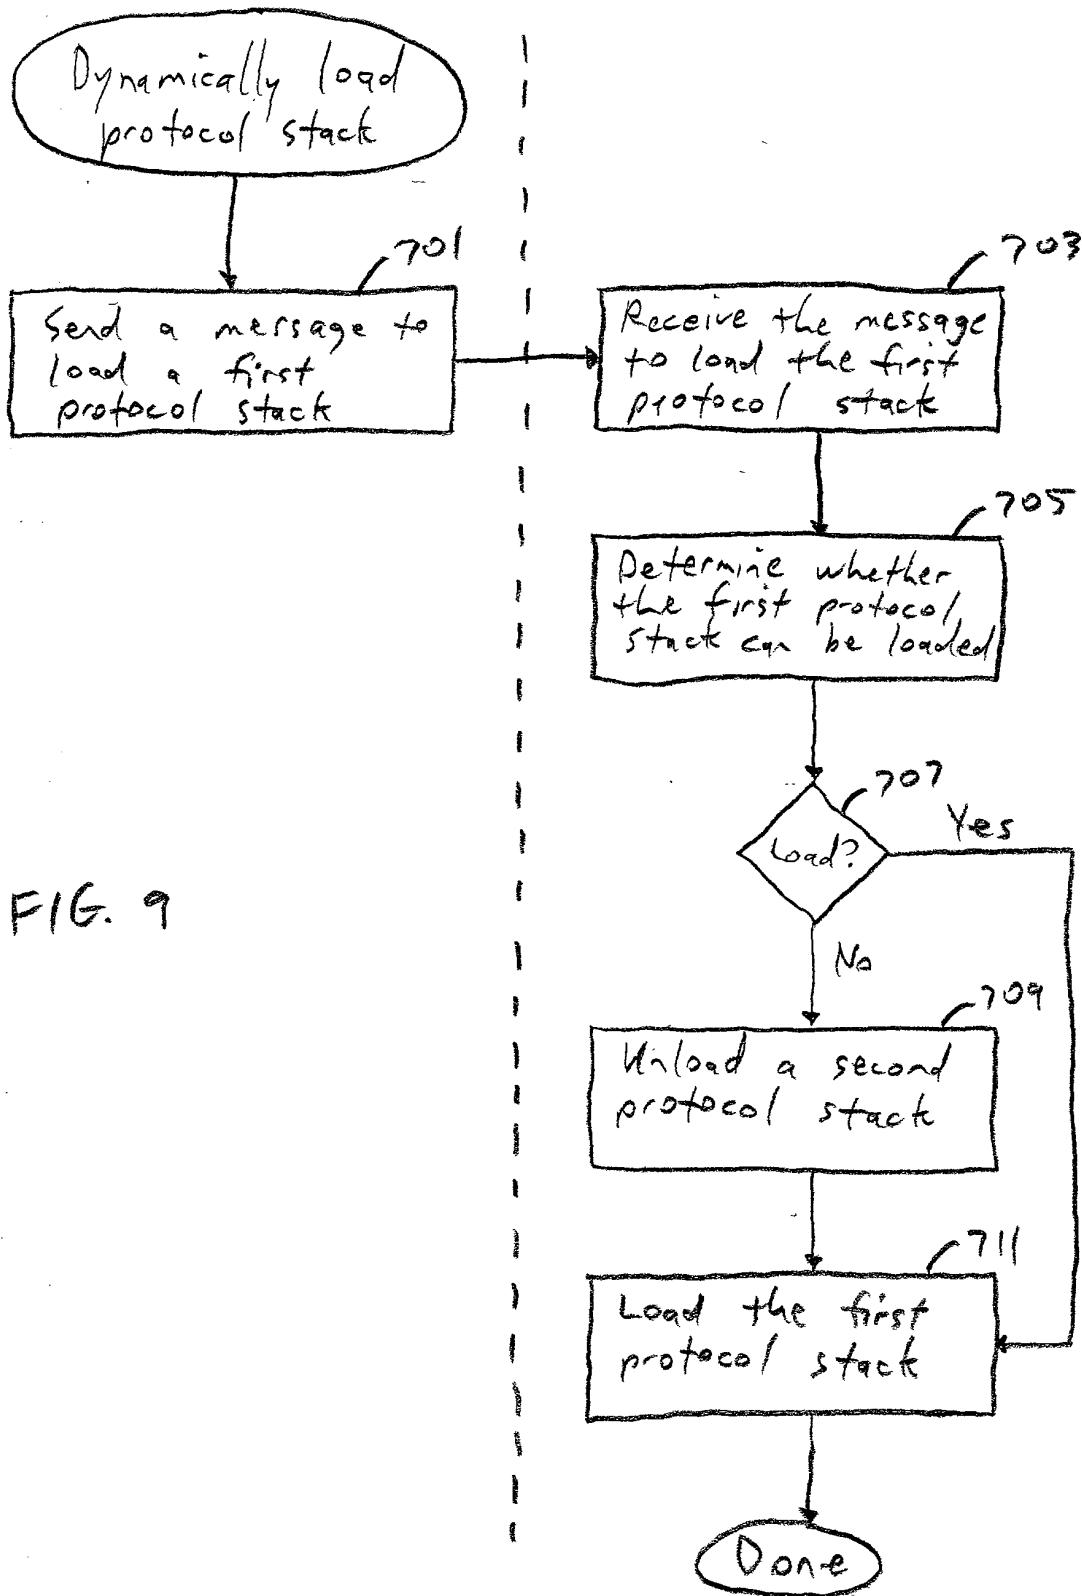 Dynamically load
protocol stack
701
Send a message to
load a first
protocol stack
703
Receive the message
to load the first
protocol stack
705
Determine whether
the first protocol
stack can be loaded
707
Load?
Yes
No
FIG. 9
709
Unload a second
protocol stack
711
Load the first
protocol stack
Done